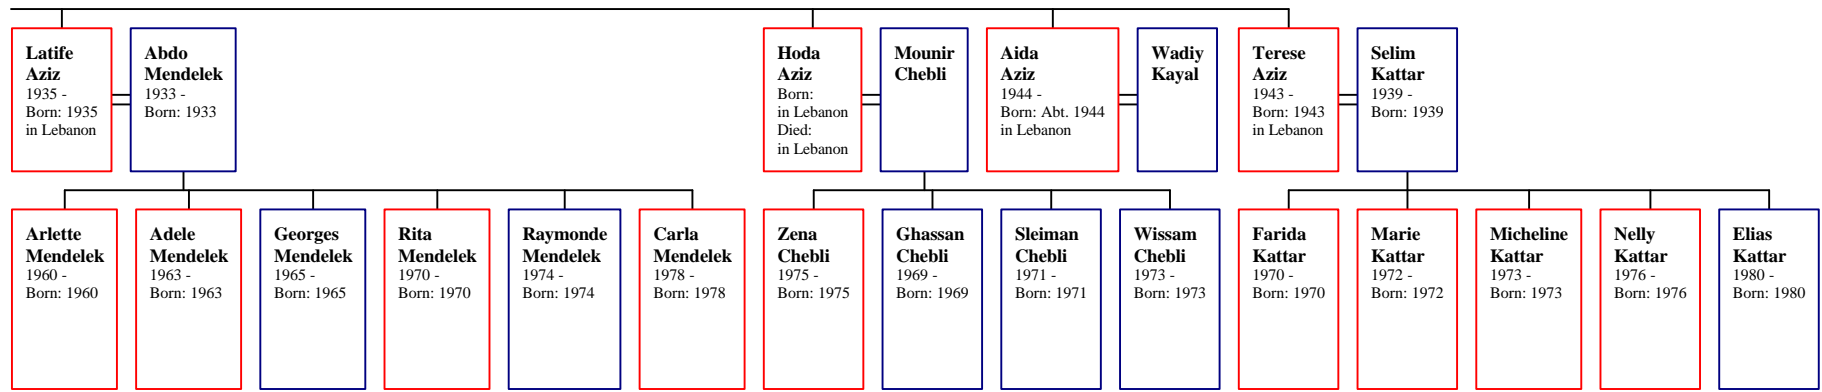 Latife
Aziz
1935 -
Born: 1935
in Lebanon
Abdo
Mendelek
1933 -
Born: 1933
Hoda
Aziz
Born:
in Lebanon
Died:
in Lebanon
Mounir
Chebli
Aida
Aziz
1944 -
Born: Abt. 1944
in Lebanon
Wadiy
Kayal
Terese
Aziz
1943 -
Born: 1943
in Lebanon
Selim
Kattar
1939 -
Born: 1939
Arlette
Mendelek
1960 -
Born: 1960
Adele
Mendelek
1963 -
Born: 1963
Georges
Mendelek
1965 -
Born: 1965
Rita
Mendelek
1970 -
Born: 1970
Raymonde
Mendelek
1974 -
Born: 1974
Carla
Mendelek
1978 -
Born: 1978
Zena
Chebli
1975 -
Born: 1975
Ghassan
Chebli
1969 -
Born: 1969
Sleiman
Chebli
1971 -
Born: 1971
Wissam
Chebli
1973 -
Born: 1973
Farida
Kattar
1970 -
Born: 1970
Marie
Kattar
1972 -
Born: 1972
Micheline
Kattar
1973 -
Born: 1973
Nelly
Kattar
1976 -
Born: 1976
Elias
Kattar
1980 -
Born: 1980